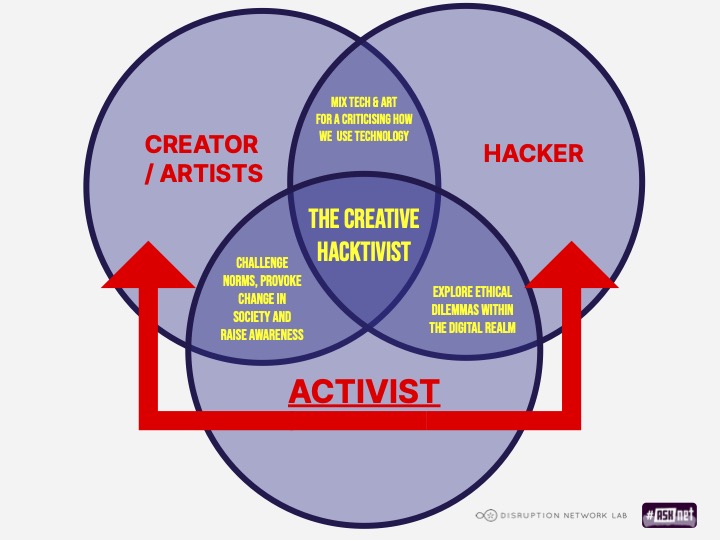 MIX TECH & ART
FOR A CRITICISING HOW
WE USE TECHNOLOGY
CREATOR
/ ARTISTS
HACKER
THE CREATIVE
HACKTIVIST
CHALLENGE
NORMS, PROVOKE
CHANGE IN
SOCIETY AND
RAISE AWARENESS
EXPLORE ETHICAL
DILEMMAS WITHIN
THE DIGITAL REALM
ACTIVIST
DISRUPTION NETWORK LAB
#ASKnet